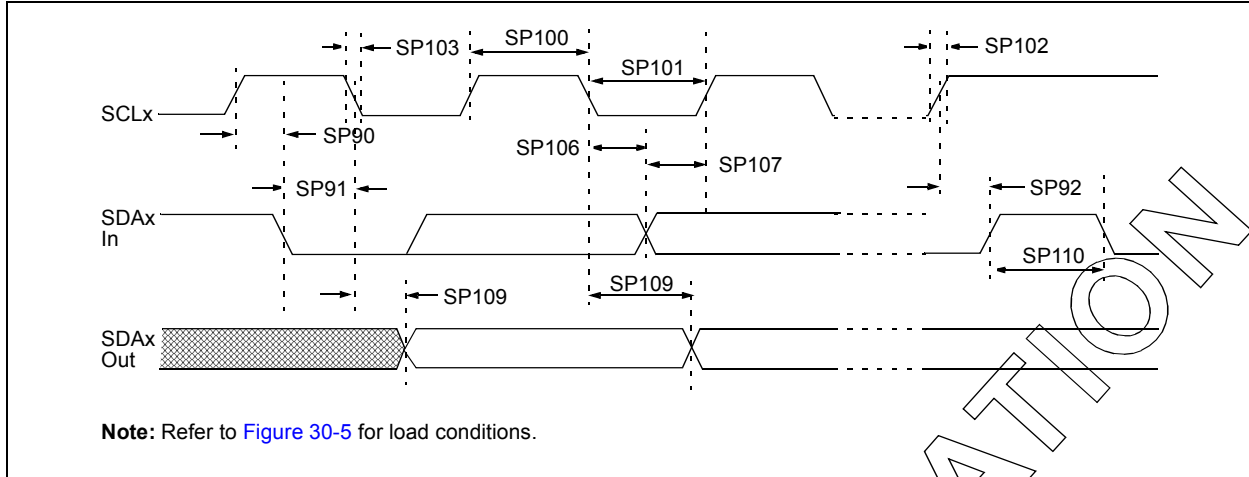 SP103
SP100
SP102
SP101
SCLx
SP90
SP106
SP107
SP91
SP92
SDAx
In
SP110
SP109
SP109
SDAx
Out
Note: Refer to Figure 30-5 for load conditions.
ATION